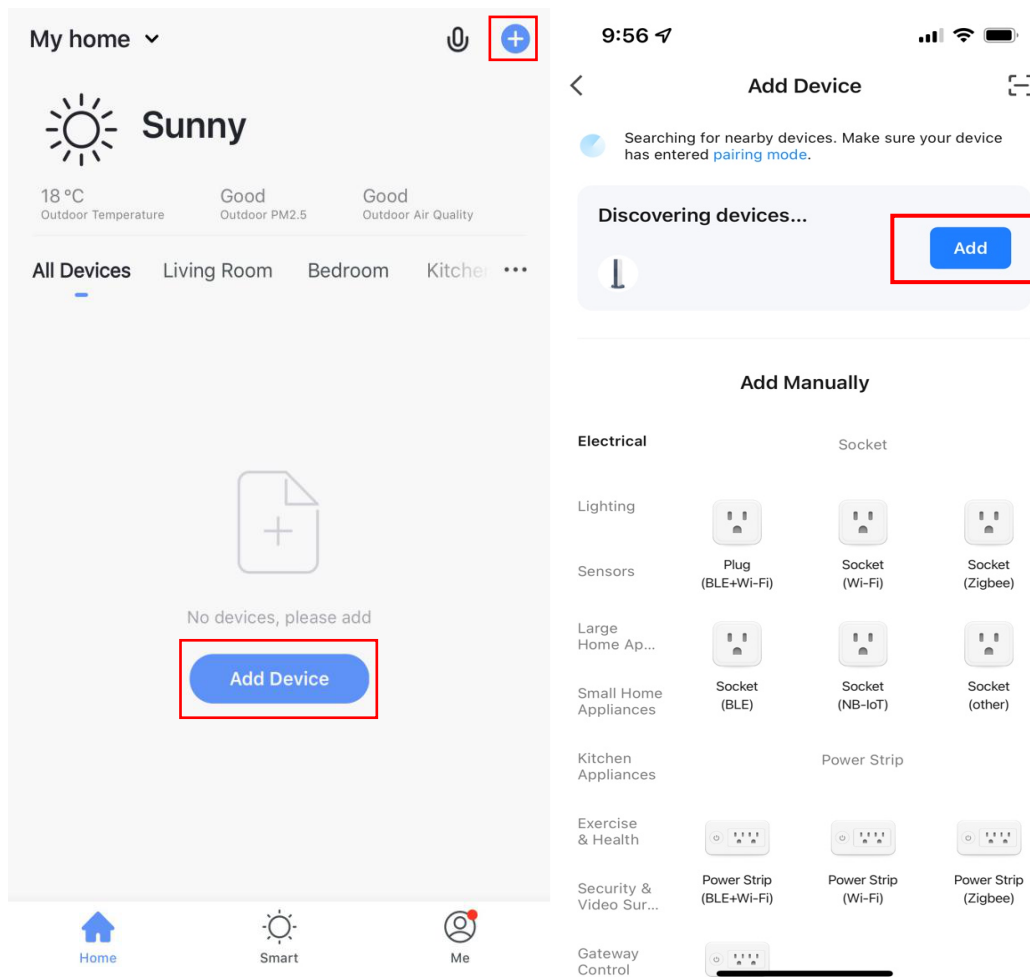 My home
Sunny
18 °C
Good
Good
Outdoor Temperature
Outdoor PM2.5
Outdoor Air Quality
All Devices
Living Room
Bedroom
Kitchen
No devices, please add
Add Device
Home
Smart
Me
9:56
Add Device
Searching for nearby devices. Make sure your device
has entered pairing mode.
Discovering devices...
Add
Add Manually
Electrical
Socket
Lighting
Plug
(BLE+Wi-Fi)
Socket
(Wi-Fi)
Socket
(Zigbee)
Sensors
Large
Home Ap...
Socket
(BLE)
Socket
(NB-IoT)
Socket
(other)
Small Home
Appliances
Kitchen
Appliances
Power Strip
Exercise
& Health
Power Strip
(BLE+Wi-Fi)
Power Strip
(Wi-Fi)
Power Strip
(Zigbee)
Security &
Video Sur...
Gateway
Control